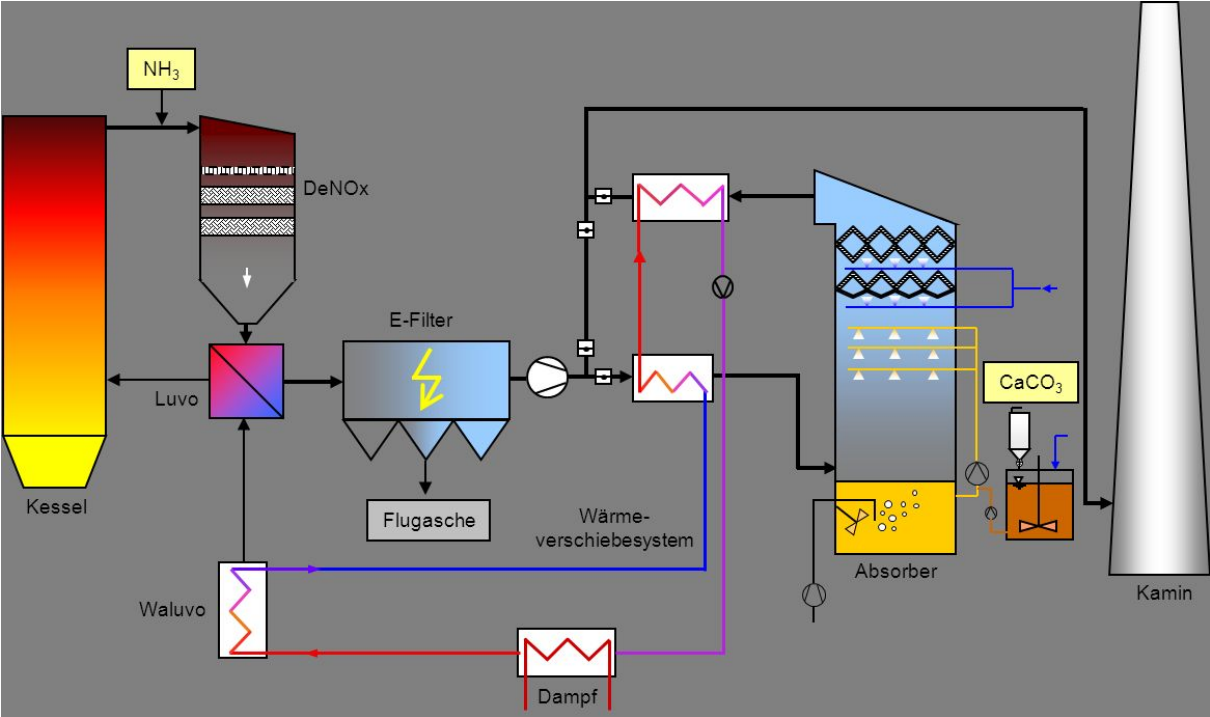 NH₃
DeNOx
E-Filter
Luvo
CaCO₃
Kessel
Flugasche
Wärme-
verschiebesystem
Absorber
Kamin
Waluvo
Dampf